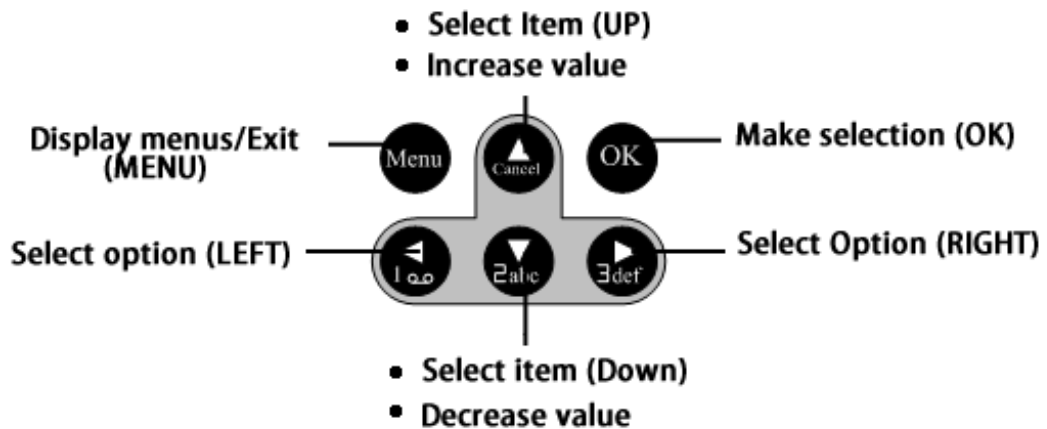 • Select Item (UP)
• Increase value
Display menus/Exit
(MENU)
Menu
Cancel
OK
Make selection (OK)
Select option (LEFT)
1
2abc
3def
Select Option (RIGHT)
• Select item (Down)
• Decrease value